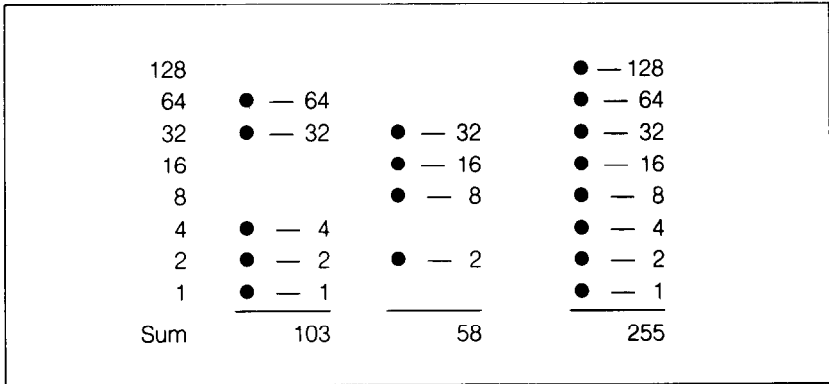 128 ● — 128
64 ● — 64 ● — 64
32 ● — 32 ● — 32 ● — 32
16 ● — 16 ● — 16
8 ● — 8 ● — 8
4 ● — 4 ● — 4
2 ● — 2 ● — 2 ● — 2
1 ● — 1 ● — 1
Sum 103 58 255